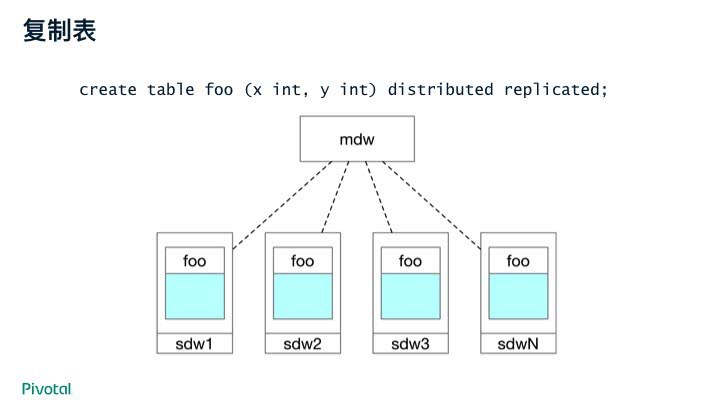 复制表
create table foo (x int, y int) distributed replicated;
mdw
foo foo foo foo
sdw1 sdw2 sdw3 sdwN
Pivotal